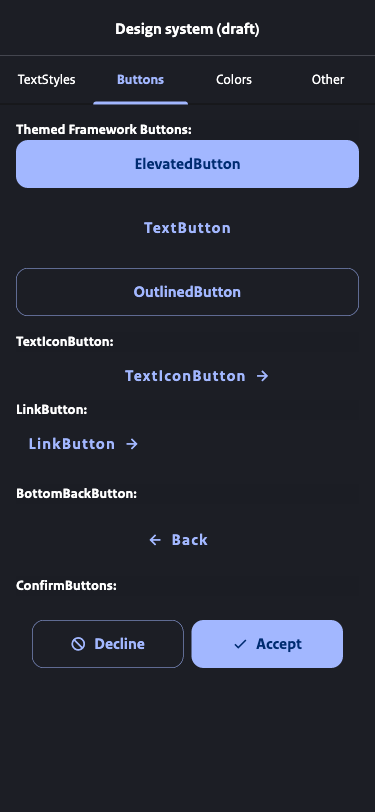 Design system (draft)
TextStyles Buttons Colors Other
Themed Framework Buttons:
ElevatedButton
TextButton
OutlinedButton
TextIconButton:
TextIconButton
LinkButton:
LinkButton
BottomBackButton:
Back
ConfirmButtons:
Decline Accept